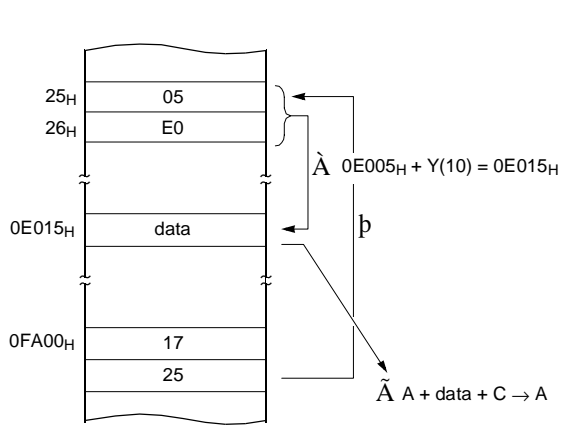 25H 05
26H E0
À 0E005H + Y(10) = 0E015H
0E015H data
þ
0FA00H 17
25
Ã A + data + C → A